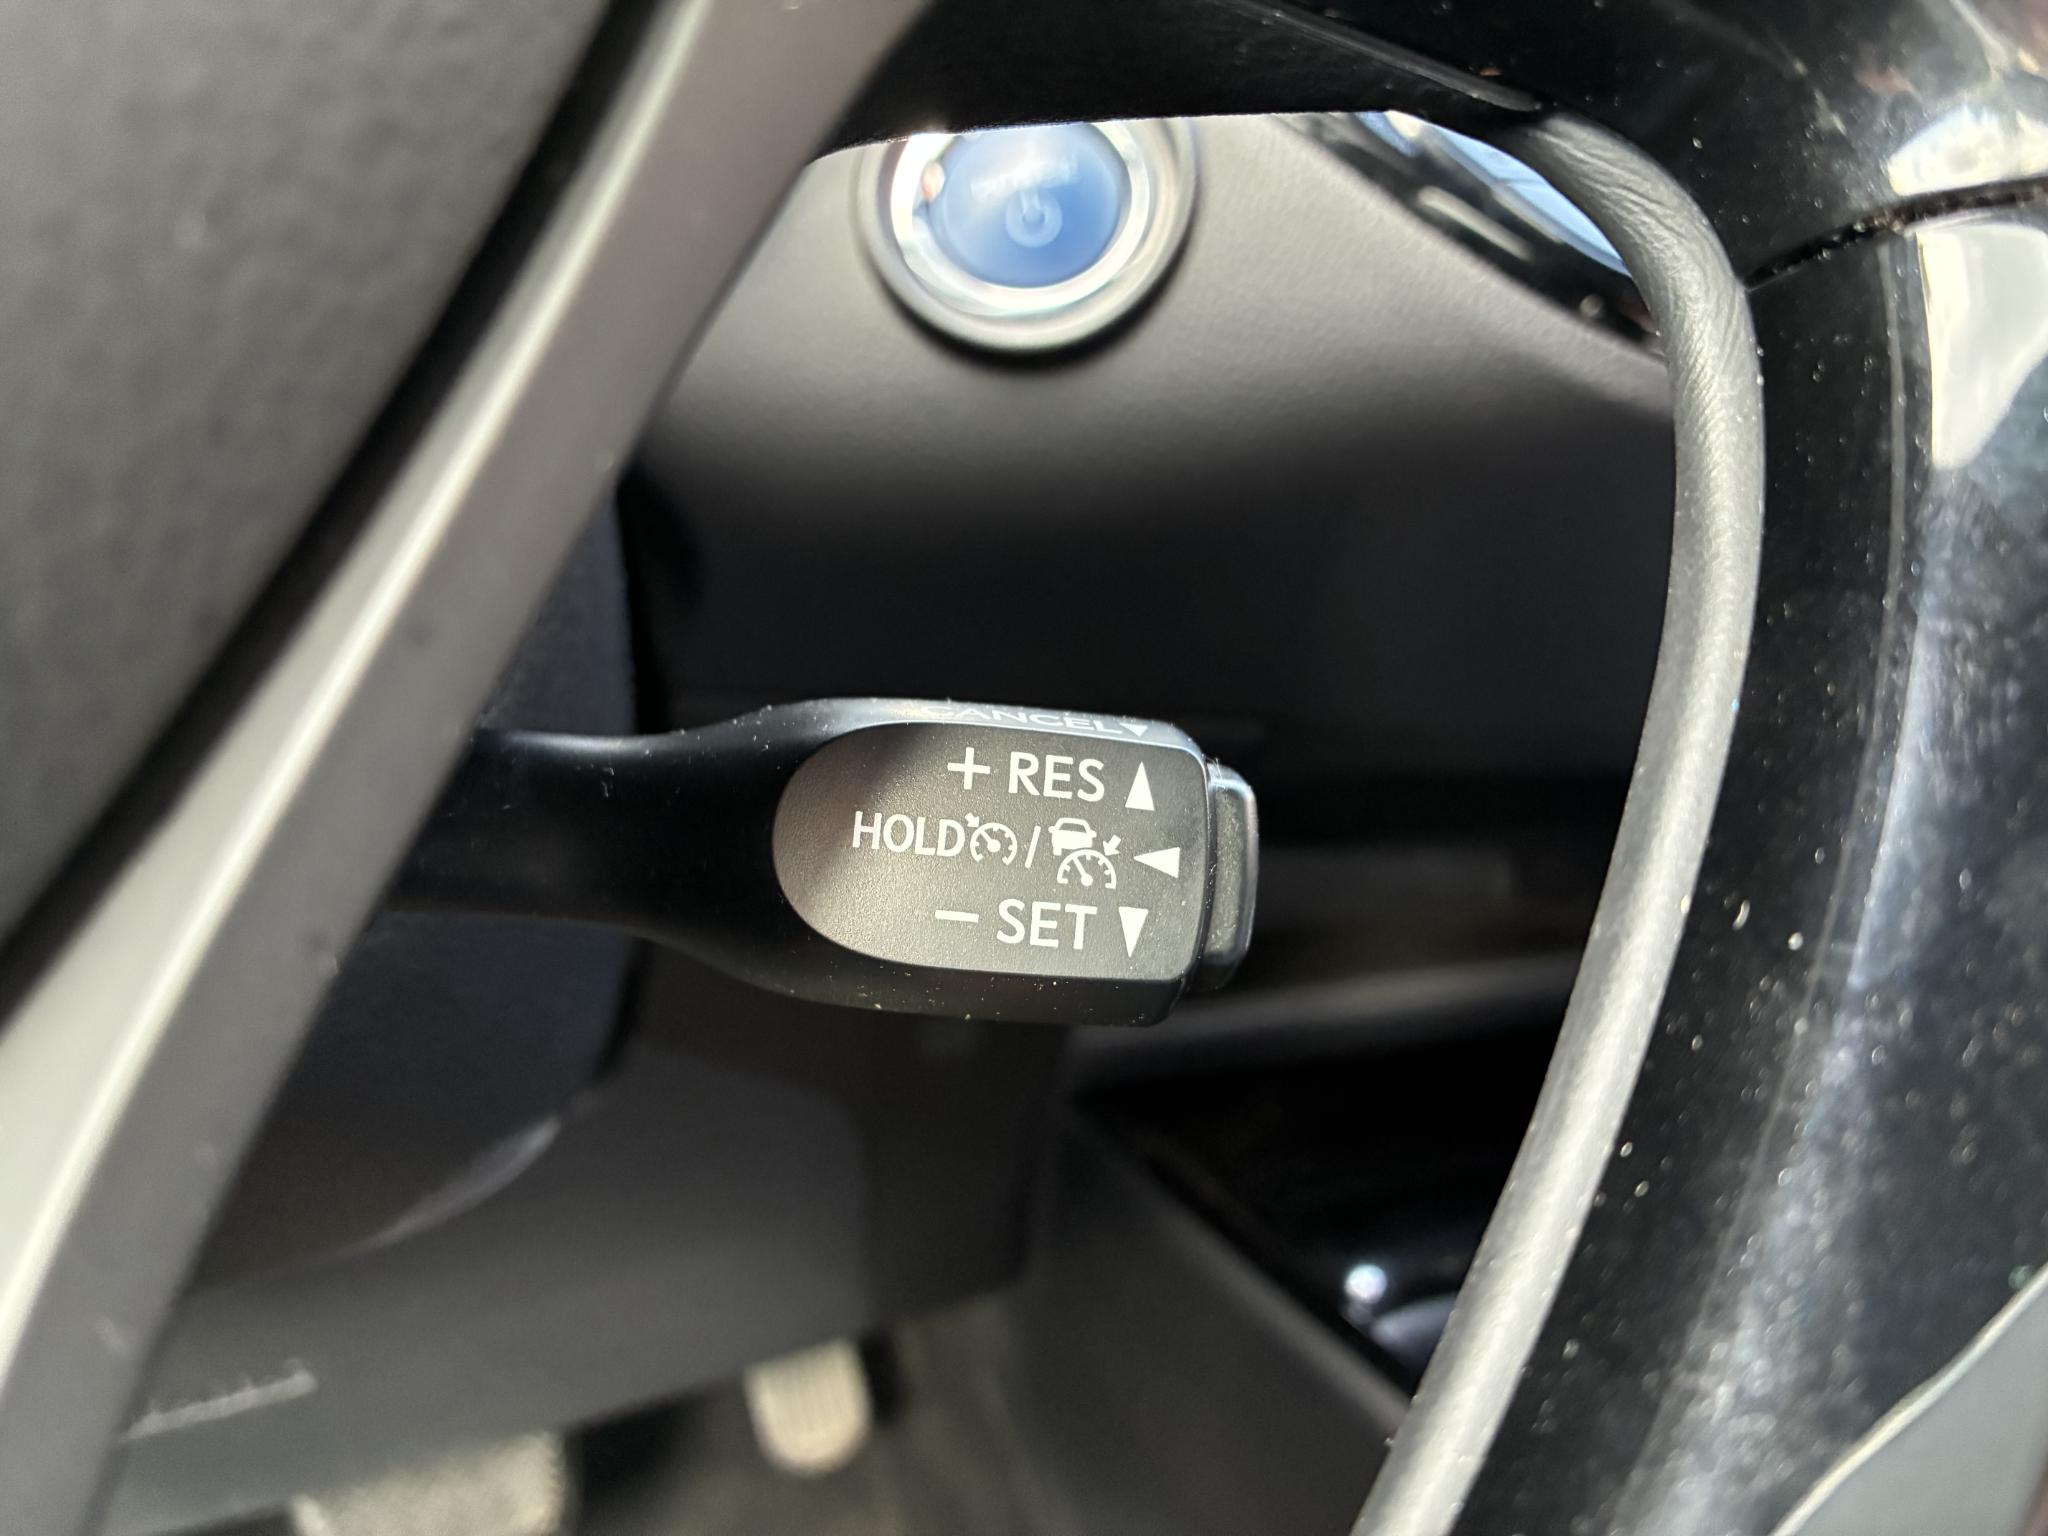 CANCEL
+ RES
HOLD /
− SET